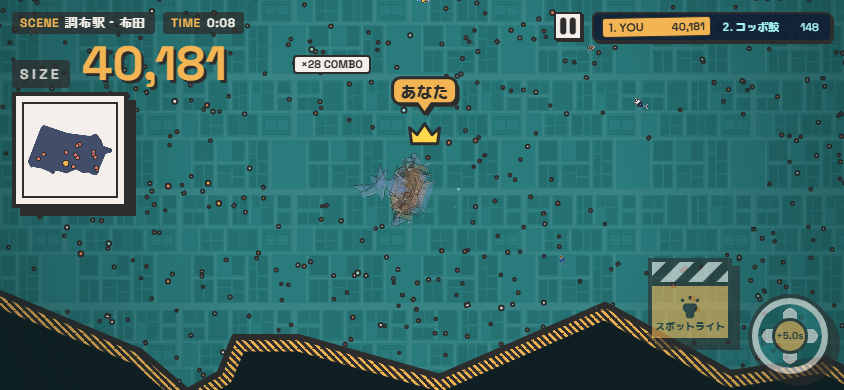 SCENE 調布駅・布田
TIME 0:08
SIZE 40,181
×28 COMBO
あなた
1. YOU 40,181
2. コッポ鮫 148
スポットライト
+5.0s